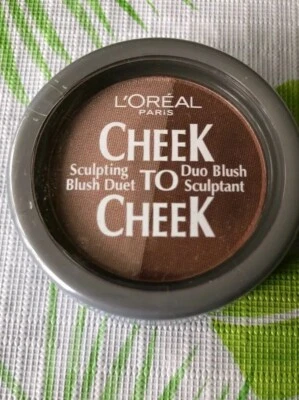 L'ORÉAL
PARIS
CHEEK
Sculpting Blush Duet
TO
Duo Blush Sculptant
CHEEK